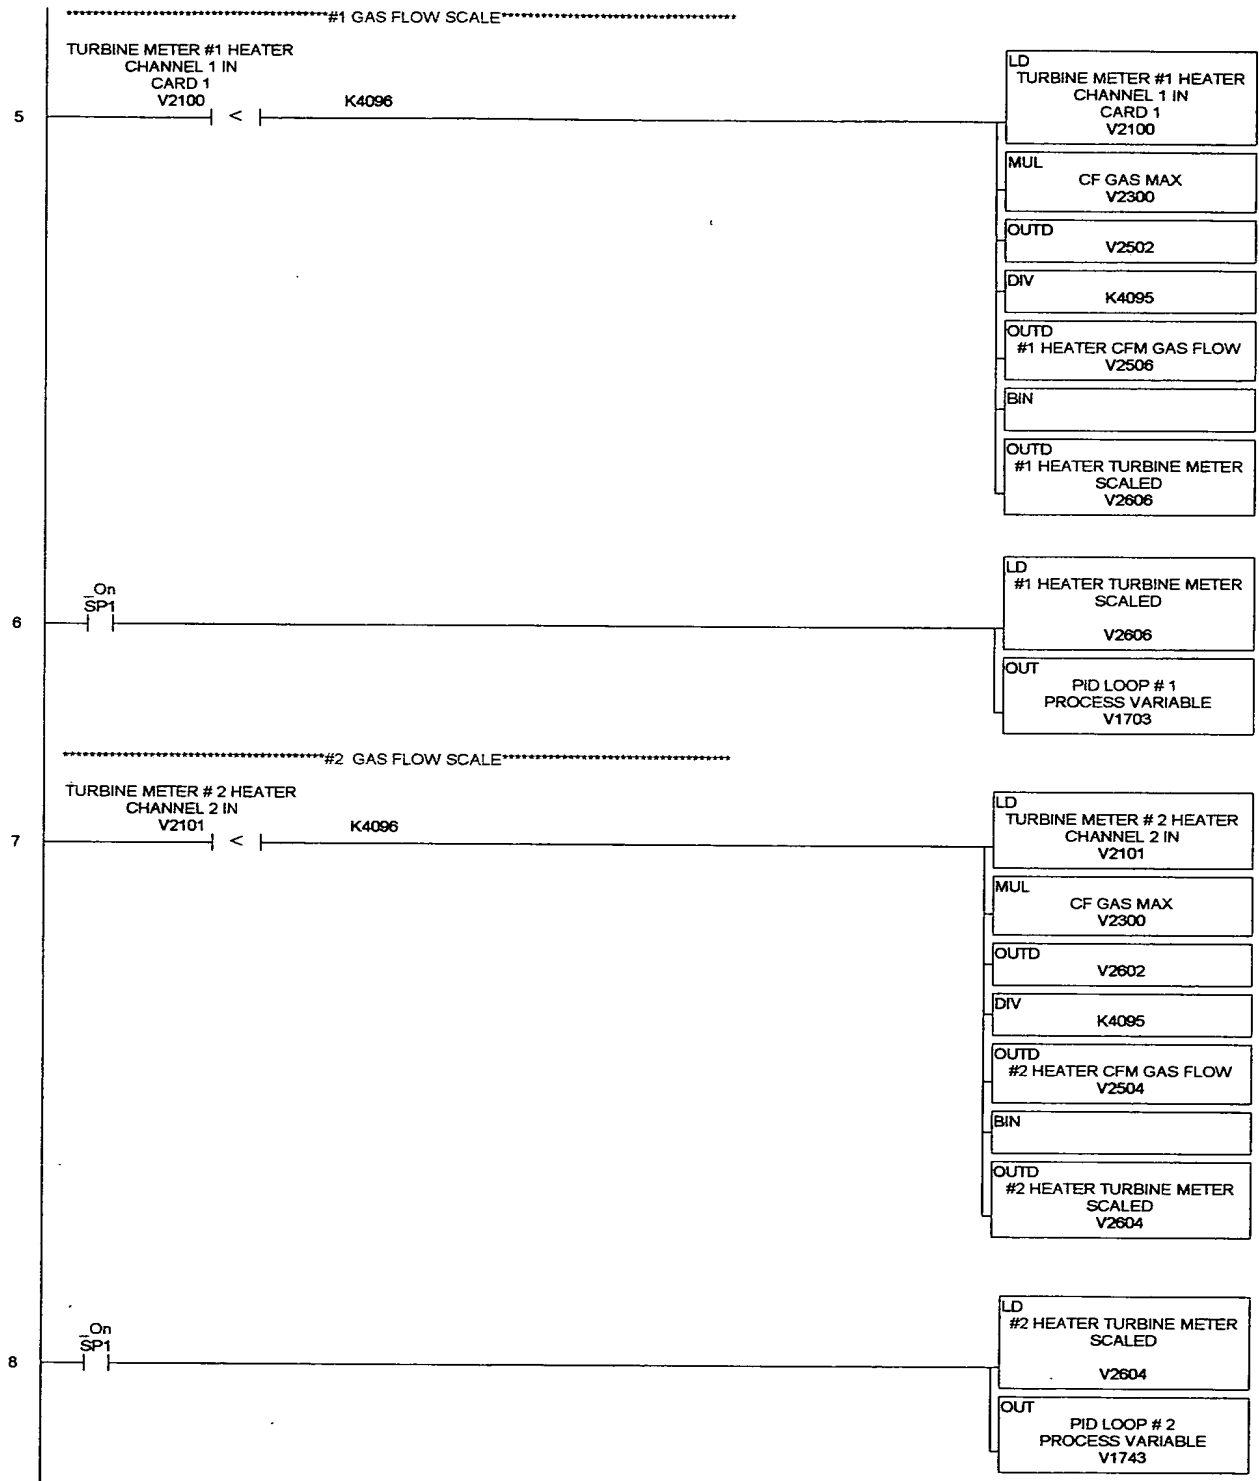 ******************************#1 GAS FLOW SCALE******************************
TURBINE METER #1 HEATER
CHANNEL 1 IN
CARD 1
V2100
<
K4096
5
LD
TURBINE METER #1 HEATER
CHANNEL 1 IN
CARD 1
V2100
MUL
CF GAS MAX
V2300
OUTD
V2502
DIV
K4095
OUTD
#1 HEATER CFM GAS FLOW
V2506
BIN
OUTD
#1 HEATER TURBINE METER
SCALED
V2606
_On
SP1
6
LD
#1 HEATER TURBINE METER
SCALED
V2606
OUT
PID LOOP # 1
PROCESS VARIABLE
V1703
******************************#2 GAS FLOW SCALE******************************
TURBINE METER # 2 HEATER
CHANNEL 2 IN
V2101
<
K4096
7
LD
TURBINE METER # 2 HEATER
CHANNEL 2 IN
V2101
MUL
CF GAS MAX
V2300
OUTD
V2602
DIV
K4095
OUTD
#2 HEATER CFM GAS FLOW
V2504
BIN
OUTD
#2 HEATER TURBINE METER
SCALED
V2604
_On
SP1
8
LD
#2 HEATER TURBINE METER
SCALED
V2604
OUT
PID LOOP # 2
PROCESS VARIABLE
V1743